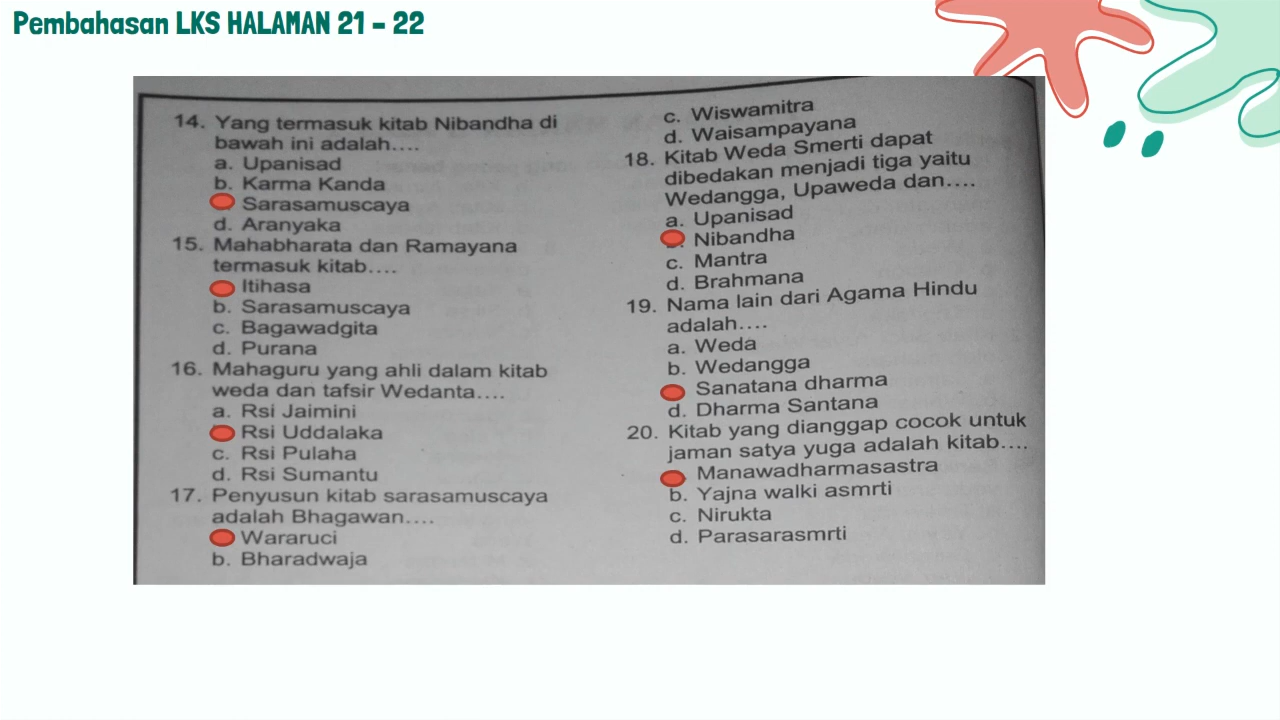 Pembahasan LKS HALAMAN 21 - 22
14. Yang termasuk kitab Nibandha di
bawah ini adalah....
a. Upanisad
b. Karma Kanda
Sarasamuscaya
d. Aranyaka
15. Mahabharata dan Ramayana
termasuk kitab....
Itihasa
b. Sarasamuscaya
c. Bagawadgita
d. Purana
16. Mahaguru yang ahli dalam kitab
weda dan tafsir Wedanta....
a. Rsi Jaimini
Rsi Uddalaka
c. Rsi Pulaha
d. Rsi Sumantu
17. Penyusun kitab sarasamuscaya
adalah Bhagawan....
Wararuci
b. Bharadwaja
c. Wiswamitra
d. Waisampayana
18. Kitab Weda Smerti dapat
dibedakan menjadi tiga yaitu
Wedangga, Upaweda dan....
a. Upanisad
Nibandha
c. Mantra
d. Brahmana
19. Nama lain dari Agama Hindu
adalah....
a. Weda
b. Wedangga
Sanatana dharma
d. Dharma Santana
20. Kitab yang dianggap cocok untuk
jaman satya yuga adalah kitab....
Manawadharmasastra
b. Yajna walki asmrti
c. Nirukta
d. Parasarasmrti